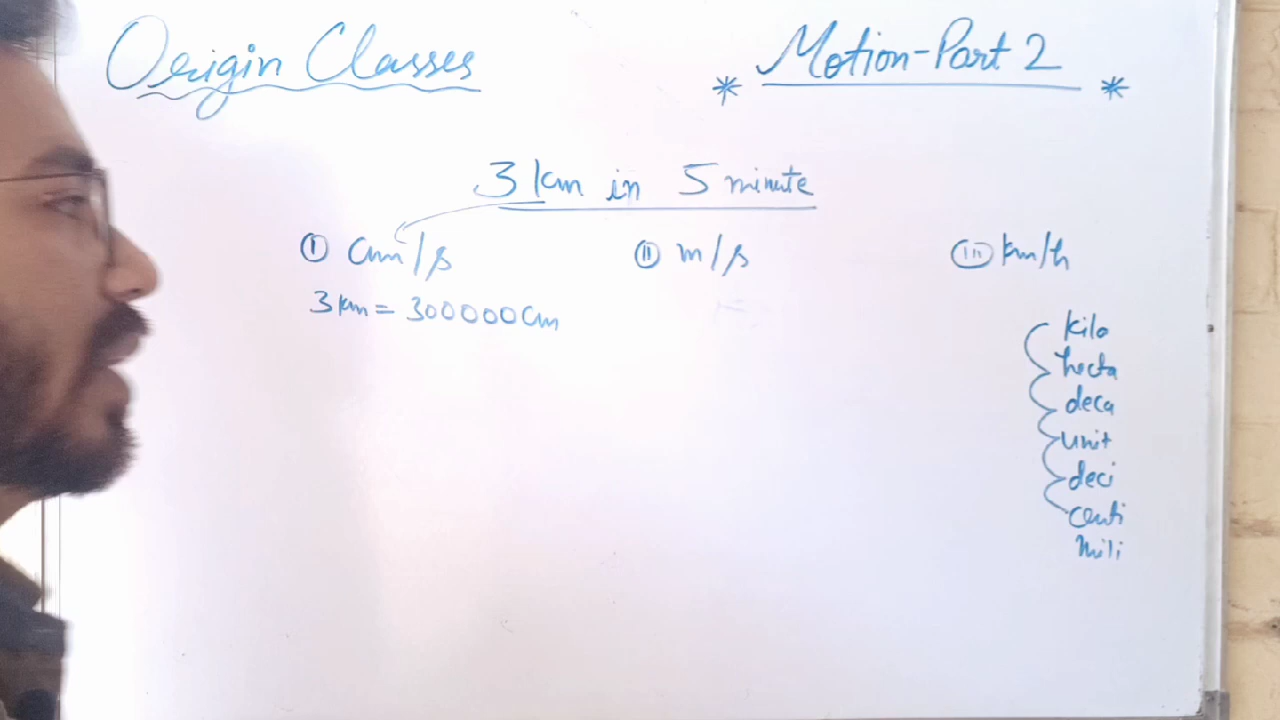 Origin Classes
* Motion-Part 2 *
3 km in 5 minute
(i) cm/s (ii) m/s (iii) km/h
3 km = 300000 cm
kilo
hecta
deca
unit
deci
centi
mili